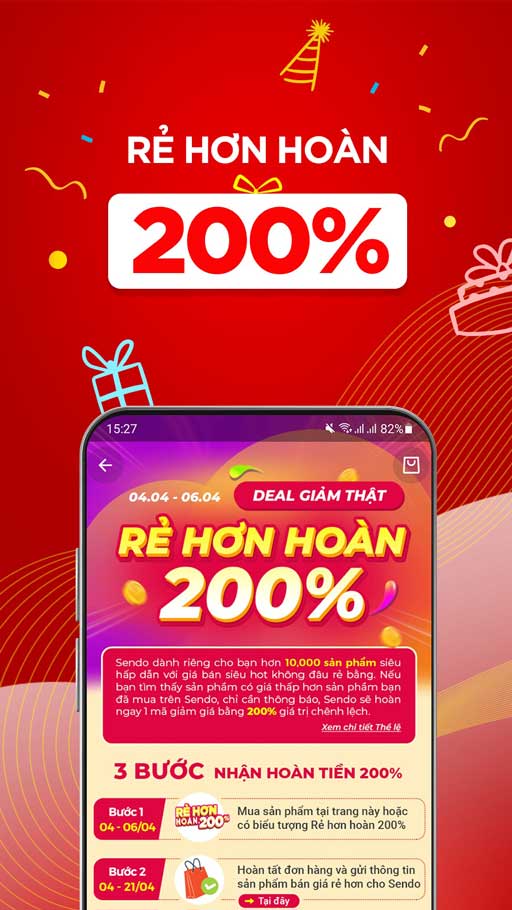 RẺ HƠN HOÀN
200%
15:27
82%
04.04 - 06.04
DEAL GIẢM THẬT
RẺ HƠN HOÀN
200%
Sendo dành riêng cho bạn hơn 10,000 sản phẩm siêu
hấp dẫn với giá bán siêu hot không đâu rẻ bằng. Nếu
bạn tìm thấy sản phẩm có giá thấp hơn sản phẩm bạn
đã mua trên Sendo, chỉ cần thông báo, Sendo sẽ hoàn
ngay 1 mã giảm giá bằng 200% giá trị chênh lệch.
Xem chi tiết Thể lệ
3 BƯỚC NHẬN HOÀN TIỀN 200%
Bước 1
04 - 06/04
RẺ HƠN
HOÀN 200%
Mua sản phẩm tại trang này hoặc
có biểu tượng Rẻ hơn hoàn 200%
Bước 2
04 - 21/04
Hoàn tất đơn hàng và gửi thông tin
sản phẩm bán giá rẻ hơn cho Sendo
Tại đây